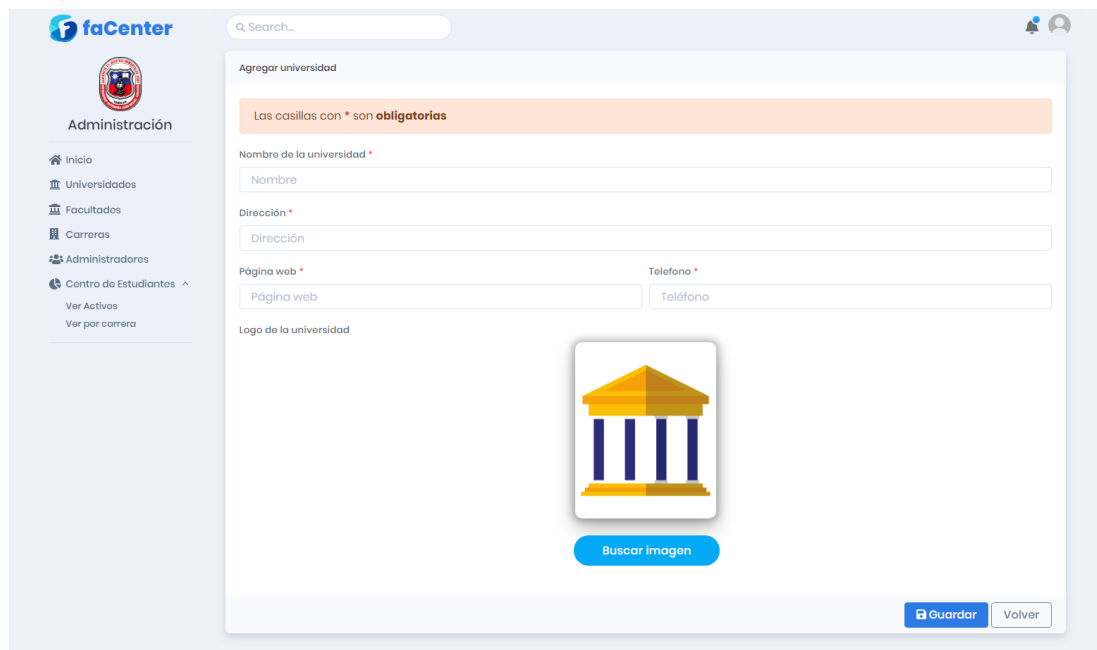 faCenter
Search...
Administración
Inicio
Universidades
Facultades
Carreras
Administradores
Centro de Estudiantes
Ver Activos
Ver por carrera
Agregar universidad
Las casillas con * son obligatorias
Nombre de la universidad *
Nombre
Dirección *
Dirección
Página web *
Telefono *
Página web
Teléfono
Logo de la universidad
Buscar imagen
Guardar
Volver